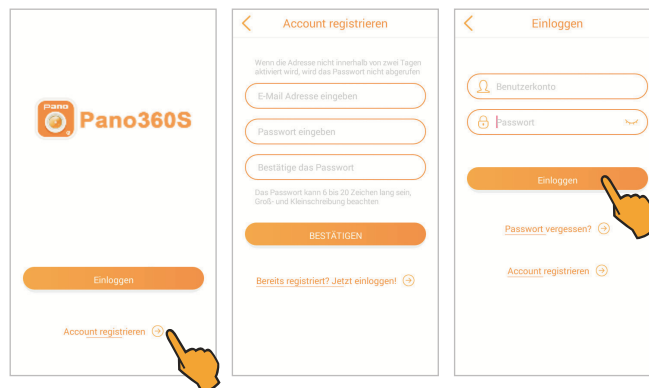 Pano
Pano360S
Einloggen
Account registrieren
Account registrieren
Wenn die Adresse nicht innerhalb von zwei Tagen
aktiviert wird, wird das Passwort nicht abgerufen
E-Mail Adresse eingeben
Passwort eingeben
Bestätige das Passwort
Das Passwort kann 6 bis 20 Zeichen lang sein,
Groß- und Kleinschreibung beachten
BESTÄTIGEN
Bereits registriert? Jetzt einloggen!
Einloggen
Benutzerkonto
Passwort
Einloggen
Passwort vergessen?
Account registrieren